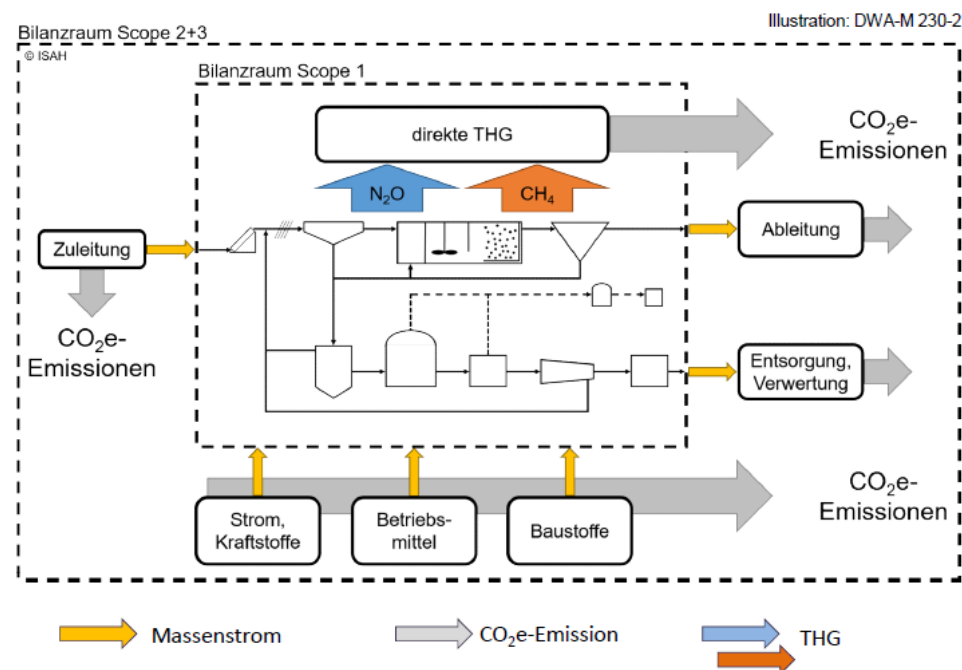 Illustration: DWA-M 230-2
Bilanzraum Scope 2+3
© ISAH
Bilanzraum Scope 1
direkte THG
CO₂e-
Emissionen
N₂O
CH₄
Zuleitung
Ableitung
CO₂e-
Emissionen
Entsorgung,
Verwertung
Strom,
Kraftstoffe
Betriebs-
mittel
Baustoffe
CO₂e-
Emissionen
Massenstrom
CO₂e-Emission
THG